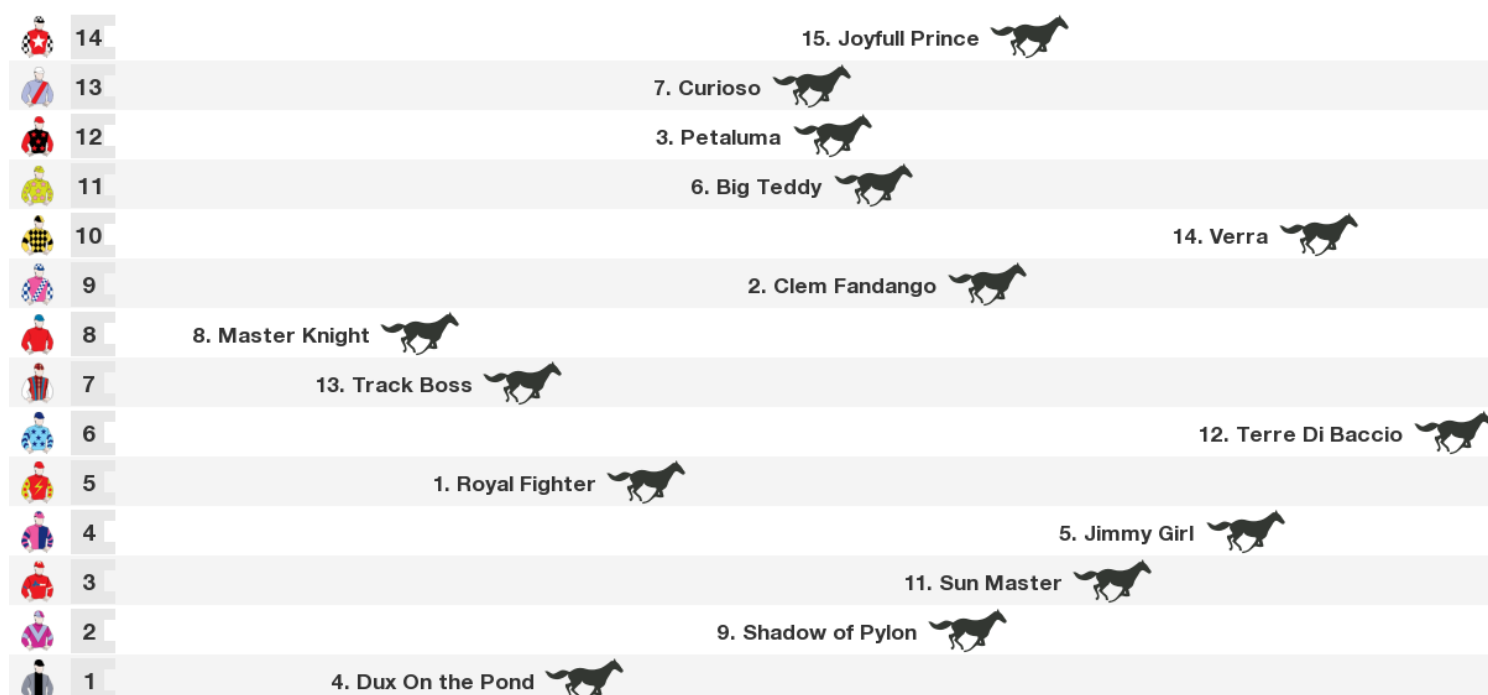 14 15. Joyfull Prince
13 7. Curioso
12 3. Petaluma
11 6. Big Teddy
10 14. Verra
9 2. Clem Fandango
8 8. Master Knight
7 13. Track Boss
6 12. Terre Di Baccio
5 1. Royal Fighter
4 5. Jimmy Girl
3 11. Sun Master
2 9. Shadow of Pylon
1 4. Dux On the Pond